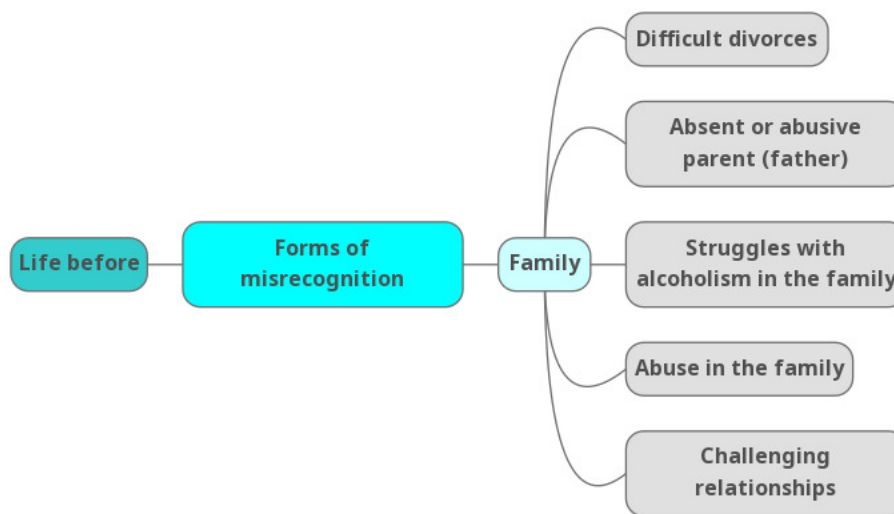 Difficult divorces
Absent or abusive
parent (father)
Life before
Forms of
misrecognition
Family
Struggles with
alcoholism in the family
Abuse in the family
Challenging
relationships